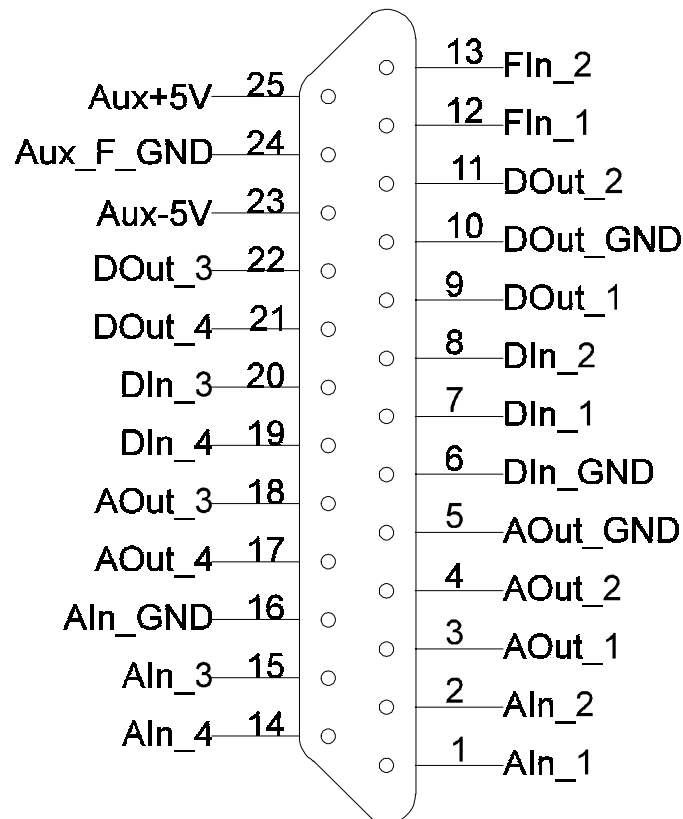 13 FIn_2
Aux+5V 25
12 FIn_1
Aux_F_GND 24
11 DOut_2
Aux-5V 23
10 DOut_GND
DOut_3 22
9 DOut_1
DOut_4 21
8 DIn_2
DIn_3 20
7 DIn_1
DIn_4 19
6 DIn_GND
AOut_3 18
5 AOut_GND
AOut_4 17
4 AOut_2
AIn_GND 16
3 AOut_1
AIn_3 15
2 AIn_2
AIn_4 14
1 AIn_1